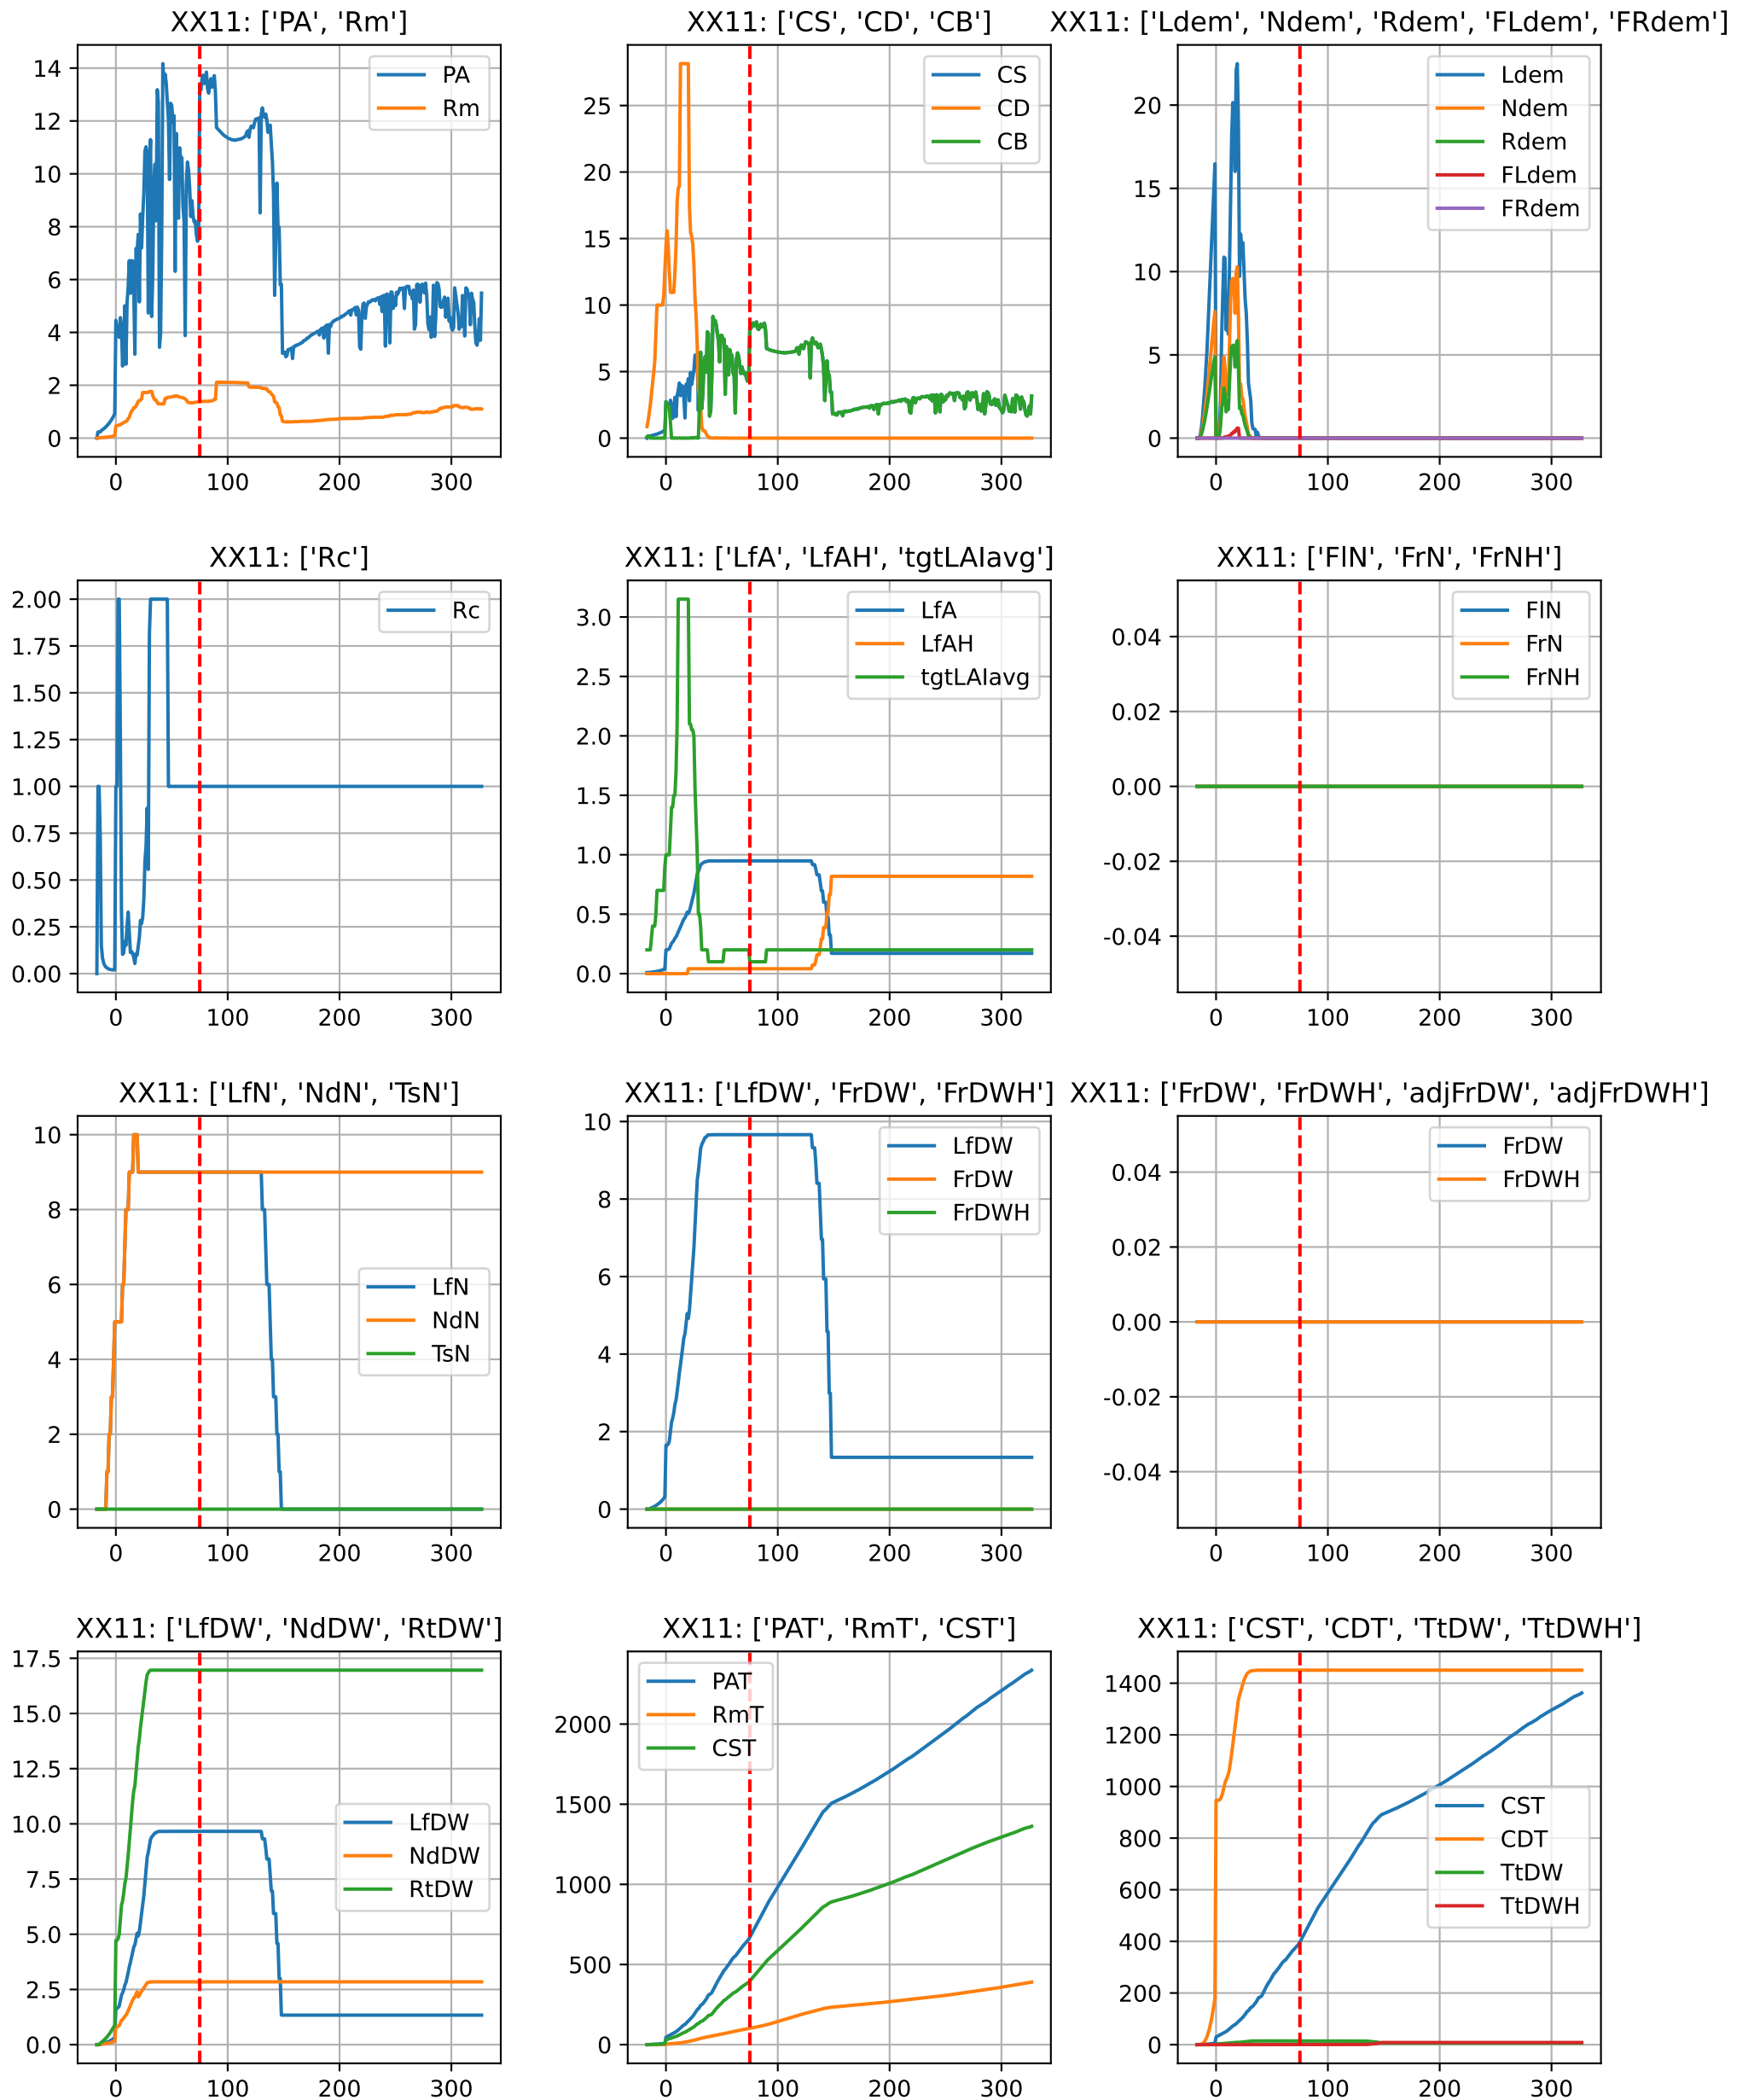 XX11: ['PA', 'Rm']
14
12
10
8
6
4
2
0
0 100 200 300
PA
Rm
XX11: ['CS', 'CD', 'CB']
25
20
15
10
5
0
0 100 200 300
CS
CD
CB
XX11: ['Ldem', 'Ndem', 'Rdem', 'FLdem', 'FRdem']
20
15
10
5
0
0 100 200 300
Ldem
Ndem
Rdem
FLdem
FRdem
XX11: ['Rc']
2.00
1.75
1.50
1.25
1.00
0.75
0.50
0.25
0.00
0 100 200 300
Rc
XX11: ['LfA', 'LfAH', 'tgtLAIavg']
3.0
2.5
2.0
1.5
1.0
0.5
0.0
0 100 200 300
LfA
LfAH
tgtLAIavg
XX11: ['FlN', 'FrN', 'FrNH']
0.04
0.02
0.00
-0.02
-0.04
0 100 200 300
FlN
FrN
FrNH
XX11: ['LfN', 'NdN', 'TsN']
10
8
6
4
2
0
0 100 200 300
LfN
NdN
TsN
XX11: ['LfDW', 'FrDW', 'FrDWH']
10
8
6
4
2
0
0 100 200 300
LfDW
FrDW
FrDWH
XX11: ['FrDW', 'FrDWH', 'adjFrDW', 'adjFrDWH']
0.04
0.02
0.00
-0.02
-0.04
0 100 200 300
FrDW
FrDWH
XX11: ['LfDW', 'NdDW', 'RtDW']
17.5
15.0
12.5
10.0
7.5
5.0
2.5
0.0
0 100 200 300
LfDW
NdDW
RtDW
XX11: ['PAT', 'RmT', 'CST']
2000
1500
1000
500
0
0 100 200 300
PAT
RmT
CST
XX11: ['CST', 'CDT', 'TtDW', 'TtDWH']
1400
1200
1000
800
600
400
200
0
0 100 200 300
CST
CDT
TtDW
TtDWH